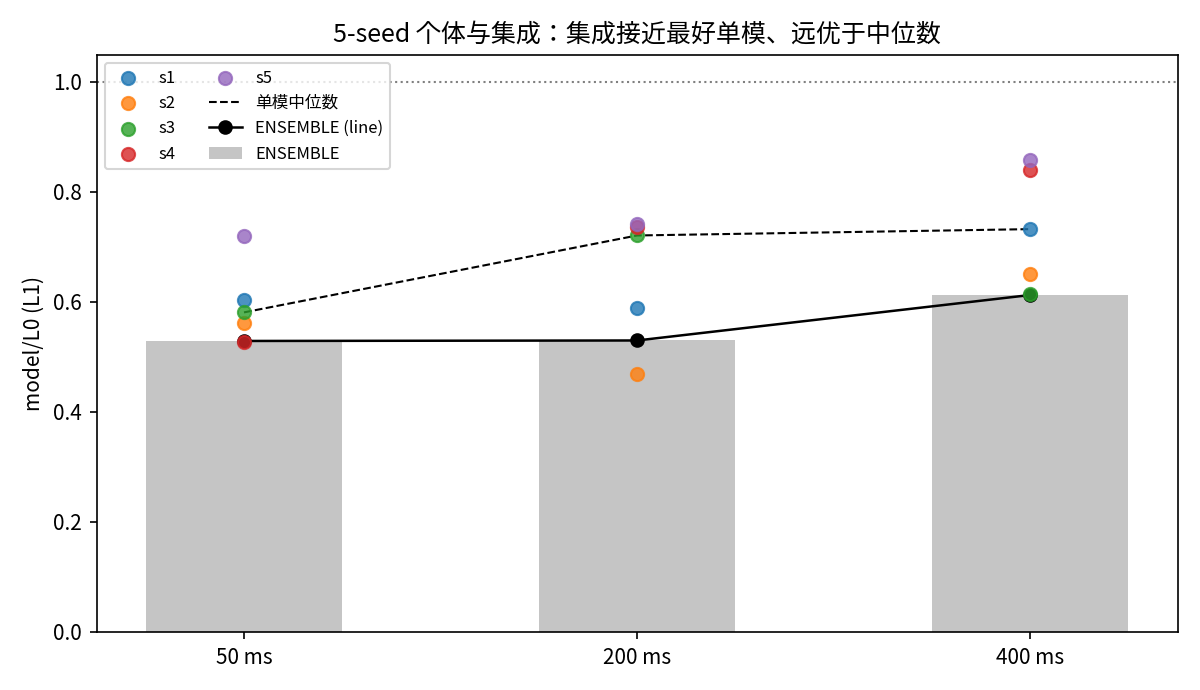 5-seed 个体与集成：集成接近最好单模、远优于中位数
s1
s2
s3
s4
s5
单模中位数
ENSEMBLE (line)
ENSEMBLE
model/L0 (L1)
1.0
0.8
0.6
0.4
0.2
0.0
50 ms
200 ms
400 ms